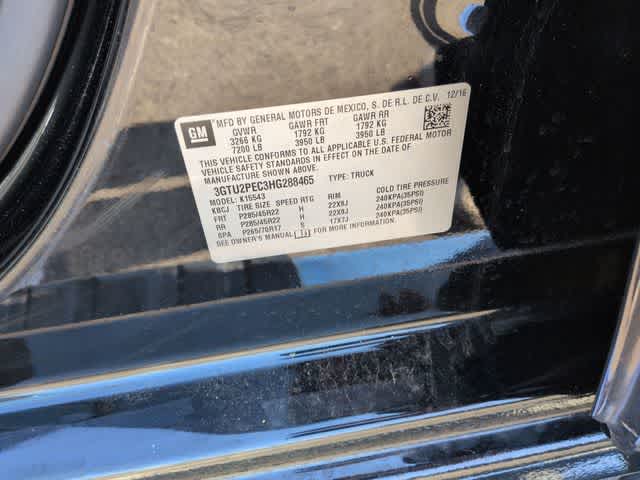 GM MFD BY GENERAL MOTORS DE MEXICO, S. DE R.L. DE C.V. 12/16
GVWR GAWR FRT GAWR RR
3266 KG 1792 KG 1792 KG
7200 LB 3950 LB 3950 LB
THIS VEHICLE CONFORMS TO ALL APPLICABLE U.S. FEDERAL MOTOR
VEHICLE SAFETY STANDARDS IN EFFECT ON THE DATE OF
MANUFACTURE SHOWN ABOVE.
3GTU2PEC3HG288465 TYPE: TRUCK
MODEL: K15543
KBCJ TIRE SIZE SPEED RTG RIM COLD TIRE PRESSURE
FRT P285/45R22 H 22X9J 240KPA(35PSI)
RR P285/45R22 H 22X9J 240KPA(35PSI)
SPA P265/70R17 S 17X7J 240KPA(35PSI)
SEE OWNER'S MANUAL FOR MORE INFORMATION.